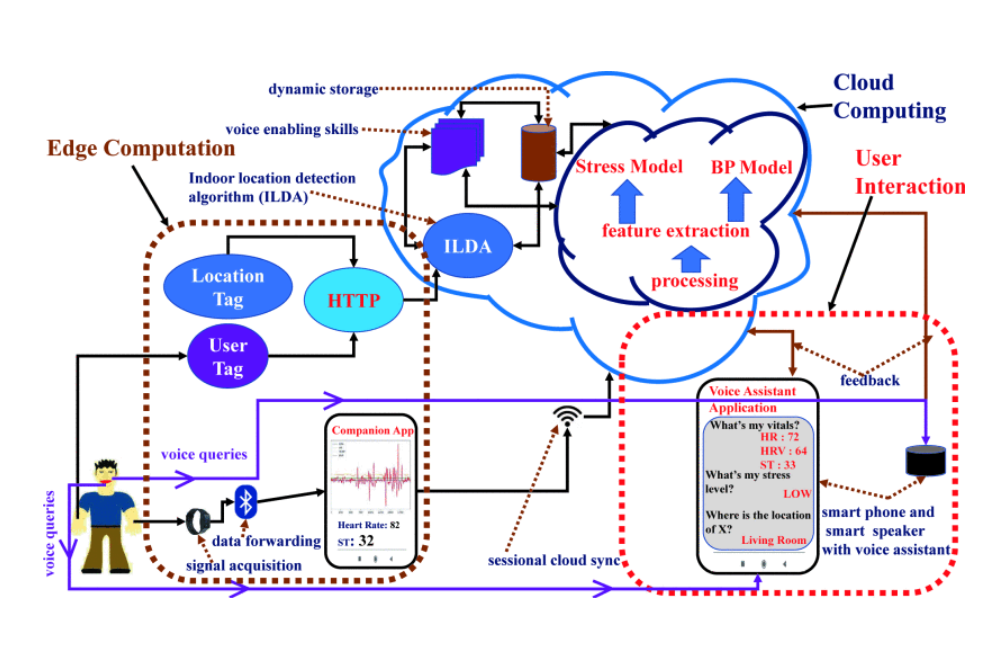 Cloud
Computing
dynamic storage
voice enabling skills
Edge Computation
Indoor location detection
algorithm (ILDA)
Stress Model
BP Model
User
Interaction
feature extraction
ILDA
processing
Location
Tag
HTTP
User
Tag
feedback
Voice Assistant
Application
What's my vitals?
HR : 72
HRV : 64
ST : 33
What's my stress
level?
LOW
Where is the location
of X?
Living Room
Companion App
Heart Rate: 82
ST: 32
voice queries
voice queries
data forwarding
signal acquisition
sessional cloud sync
smart phone and
smart speaker
with voice assistant